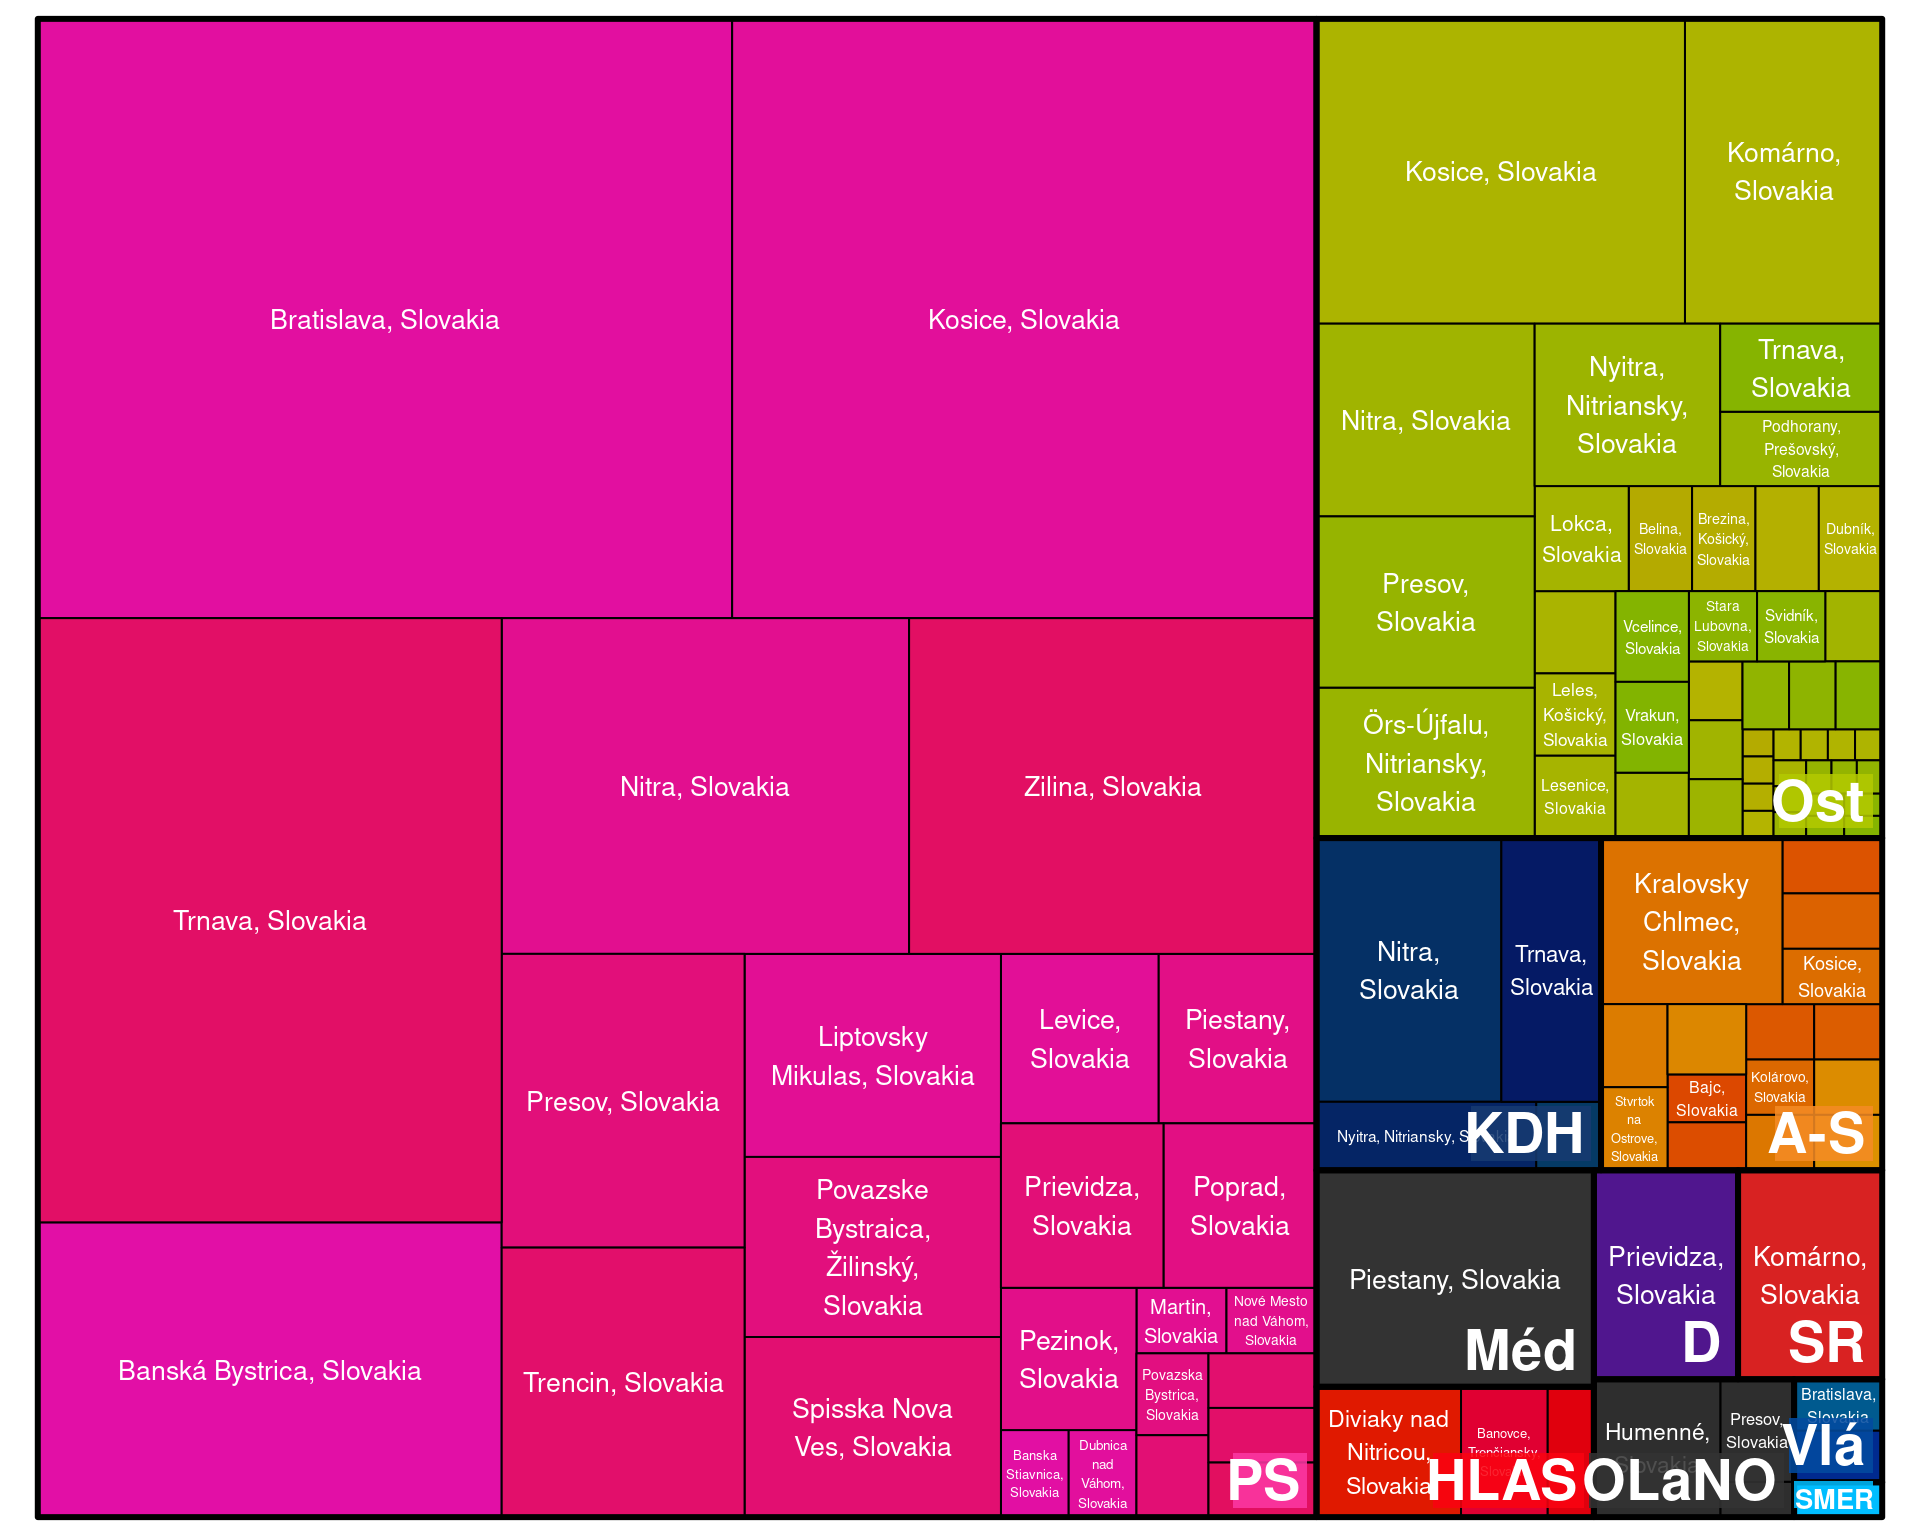 Bratislava, Slovakia
Kosice, Slovakia
Trnava, Slovakia
Nitra, Slovakia
Zilina, Slovakia
Banská Bystrica, Slovakia
Presov, Slovakia
Trencin, Slovakia
Liptovsky
Mikulas, Slovakia
Povazske
Bystraica,
Žilinský,
Slovakia
Spisska Nova
Ves, Slovakia
Levice,
Slovakia
Piestany,
Slovakia
Prievidza,
Slovakia
Poprad,
Slovakia
Pezinok,
Slovakia
Martin,
Slovakia
Nové Mesto
nad Váhom,
Slovakia
Povazska
Bystrica,
Slovakia
Banska
Stiavnica,
Slovakia
Dubnica
nad
Váhom,
Slovakia
PS
Kosice, Slovakia
Komárno,
Slovakia
Nitra, Slovakia
Nyitra,
Nitriansky,
Slovakia
Trnava,
Slovakia
Podhorany,
Prešovský,
Slovakia
Presov,
Slovakia
Örs-Újfalu,
Nitriansky,
Slovakia
Lokca,
Slovakia
Belina,
Slovakia
Brezina,
Košický,
Slovakia
Dubník,
Slovakia
Vcelince,
Slovakia
Stara
Lubovna,
Slovakia
Svidník,
Slovakia
Leles,
Košický,
Slovakia
Vrakun,
Slovakia
Lesenice,
Slovakia
Ost
Nitra,
Slovakia
Trnava,
Slovakia
Nyitra, Nitriansky,
KDH
Kralovsky
Chlmec,
Slovakia
Kosice,
Slovakia
Stvrtok
na
Ostrove,
Slovakia
Bajc,
Slovakia
Kolárovo,
Slovakia
A-S
Piestany, Slovakia
Méd
Prievidza,
Slovakia
D
Komárno,
Slovakia
SR
Diviaky nad
Nitricou,
Slovakia
Banovce,
Trenčiansky,
HLAS
Humenné,
Slovakia
Presov,
Slovakia
OLaNO
Bratislava,
Slovakia
Vlá
SMER